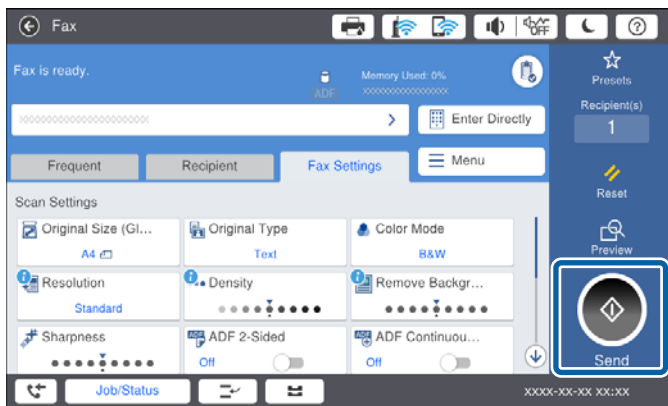 Fax
OFF
Fax is ready.
ADF
Memory Used: 0%
xxxxxxxxxxxxxxxxxx
Presets
Recipient(s)
1
xxxxxxxxxxxxxxxxxxxxxx
Enter Directly
Frequent
Recipient
Fax Settings
Menu
Reset
Scan Settings
Original Size (Gl...
A4
Original Type
Text
Color Mode
B&W
Preview
Resolution
Standard
Density
Remove Backgr...
Sharpness
ADF 2-Sided
Off
ADF Continuou...
Off
Send
Job/Status
xxxx-xx-xx xx:xx